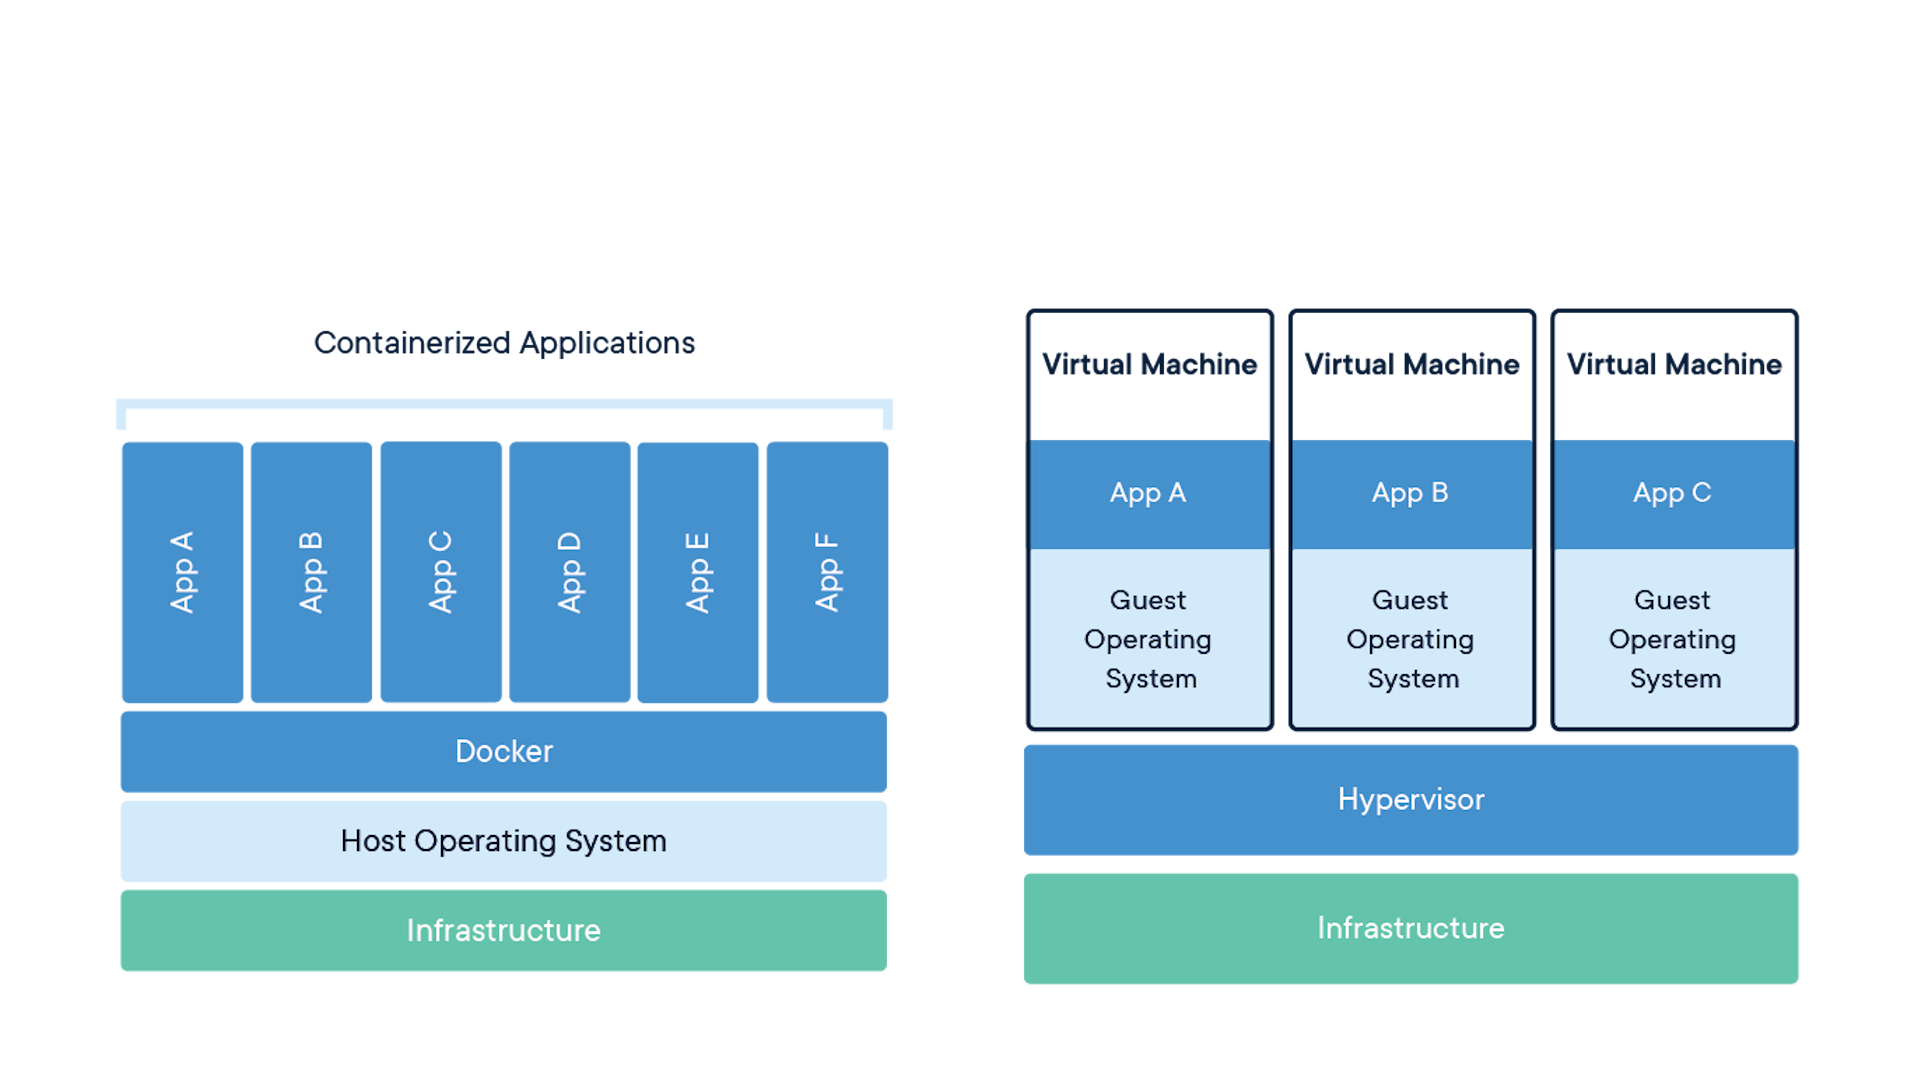 Containerized Applications
App A
App B
App C
App D
App E
App F
Docker
Host Operating System
Infrastructure
Virtual Machine
App A
Guest
Operating
System
Virtual Machine
App B
Guest
Operating
System
Virtual Machine
App C
Guest
Operating
System
Hypervisor
Infrastructure